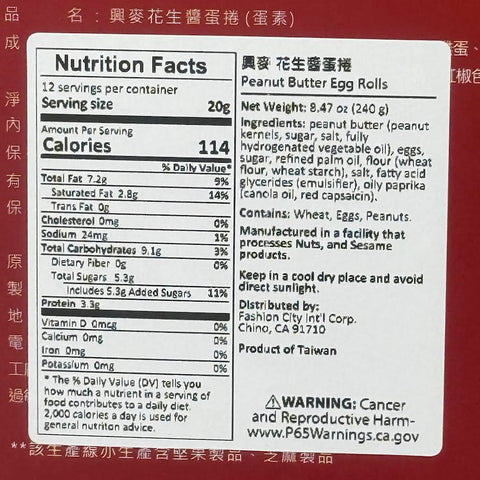 品 名：興麥花生醬蛋捲(蛋素)
成
淨
內
保
有
保
原
製
地
電
蛋、
紅椒色
Nutrition Facts
12 servings per container
Serving size 20g
Amount Per Serving
Calories 114
% Daily Value*
Total Fat 7.2g 9%
Saturated Fat 2.8g 14%
Trans Fat 0g
Cholesterol 0mg 0%
Sodium 24mg 1%
Total Carbohydrates 9.1g 3%
Dietary Fiber 0g 0%
Total Sugars 5.3g
Includes 5.3g Added Sugars 11%
Protein 3.3g
Vitamin D 0mcg 0%
Calcium 0mg 0%
Iron 0mg 0%
Potassium 0mg 0%
* The % Daily Value (DV) tells you
how much a nutrient in a serving of
food contributes to a daily diet.
2,000 calories a day is used for
general nutriton advice.
興麥 花生醬蛋捲
Peanut Butter Egg Rolls
Net Weight: 8.47 oz (240 g)
Ingredients: peanut butter (peanut
kernels, sugar, salt, fully
hydrogenated vegetable oil), eggs,
sugar, refined palm oil, flour (wheat
flour, wheat starch), salt, fatty acid
glycerides (emulsifier), oily paprika
(canola oil, red capsaicin).
Contains: Wheat, Eggs, Peanuts.
Manufactured in a facility that
processes Nuts, and Sesame
products.
Keep in a cool dry place and avoid
direct sunlight.
Distributed by:
Fashion City Int'l Corp.
Chino, CA 91710
Product of Taiwan
⚠WARNING: Cancer
and Reproductive Harm-
www.P65Warnings.ca.gov
**該生產線亦生產含堅果製品、芝麻製品